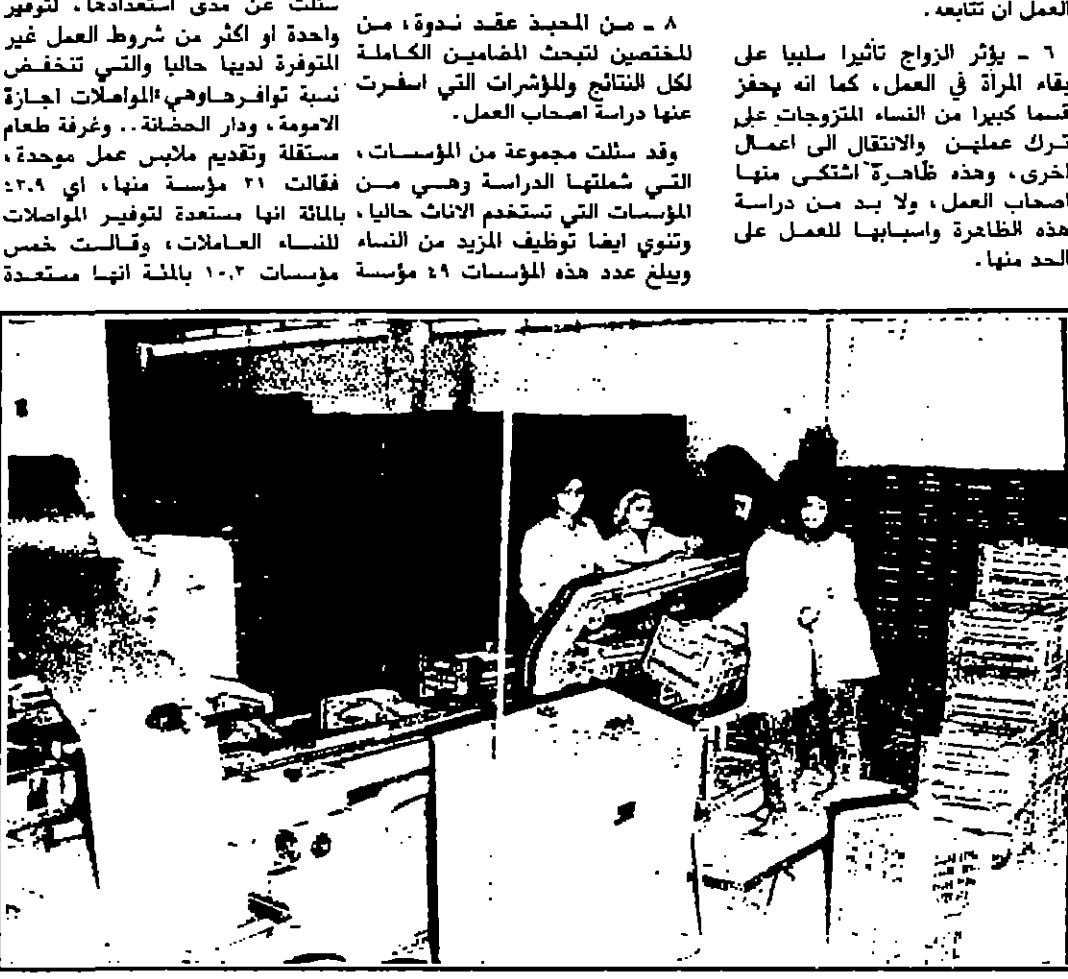 العمل ان تتابعه.
٦ ـ يؤثر الزواج تأثيرا سلبيا على
بقاء المرأة في العمل، كما انه يحفز
قسما كبيرا من النساء المتزوجات على
ترك عملهن والانتقال الى اعمال
اخرى، وهذه ظاهرة اشتكى منها
اصحاب العمل، ولا بد من دراسة
هذه الظاهرة واسبابها للعمل على
الحد منها.
٨ ـ من المحبذ عقد ندوة، من
المختصين لتبحث المضامين الكاملة
لكل النتائج والمؤشرات التي اسفرت
عنها دراسة اصحاب العمل.
وقد سئلت مجموعة من المؤسسات،
التي شملتها الدراسة وهي من
المؤسسات التي تستخدم الاناث حاليا،
وتنوي ايضا توظيف المزيد من النساء
ويبلغ عدد هذه المؤسسات ٤٩ مؤسسة
سئلت عن مدى استعدادها، لتوفير
واحدة او اكثر من شروط العمل غير
المتوفرة لديها حاليا والتي تنخفض
نسبة توافرها وهي المواصلات اجازة
الامومة، ودار الحضانة.. وغرفة طعام
مستقلة وتقديم ملابس عمل موحدة،
فقالت ٢١ مؤسسة منها، اي ٤٢.٩
بالمائة انها مستعدة لتوفير المواصلات
للنساء العاملات، وقالت خمس
مؤسسات ١٠.٢ بالمئة انها مستعدة